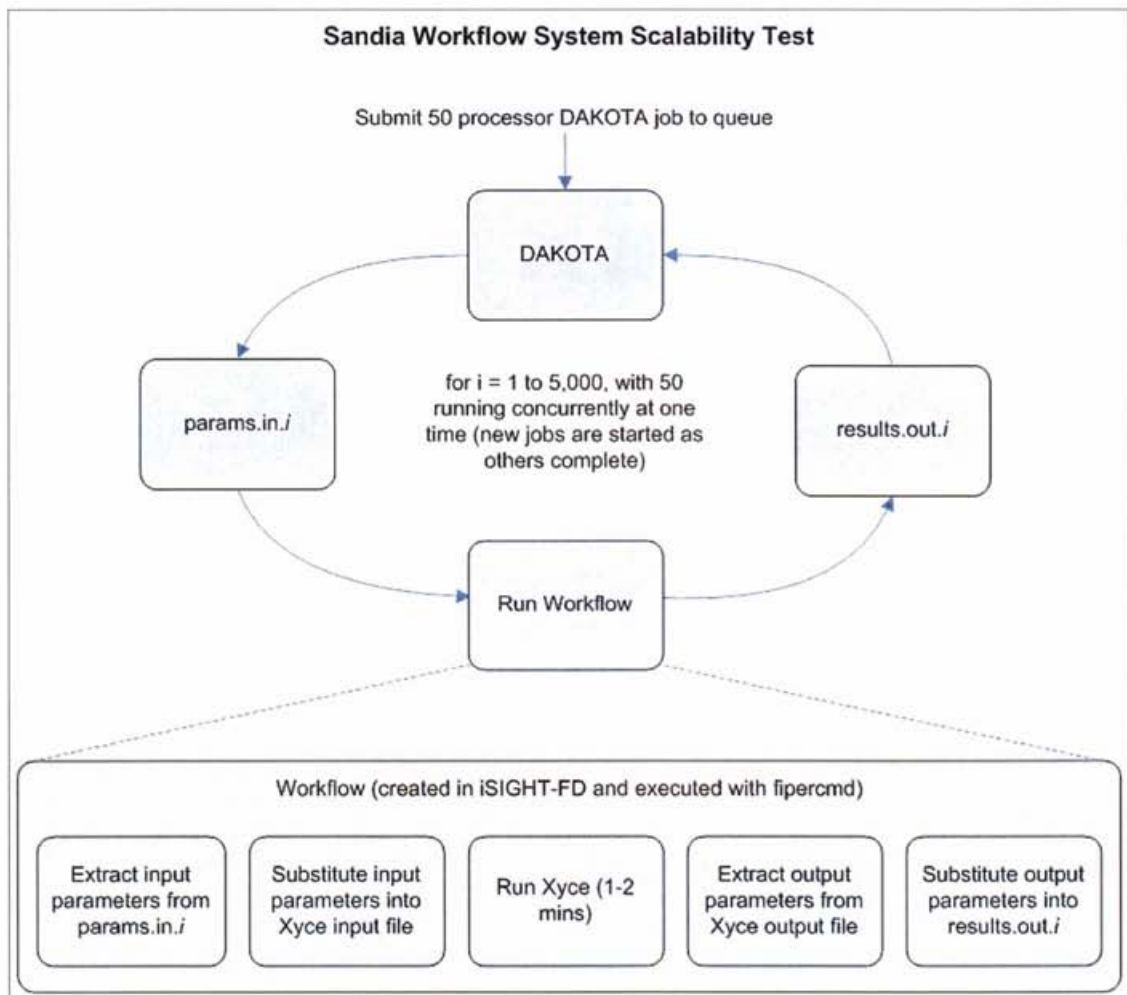 Sandia Workflow System Scalability Test
Submit 50 processor DAKOTA job to queue
DAKOTA
params.in.i
for i = 1 to 5,000, with 50
running concurrently at one
time (new jobs are started as
others complete)
results.out.i
Run Workflow
Workflow (created in iSIGHT-FD and executed with fipercmd)
Extract input
parameters from
params.in.i
Substitute input
parameters into
Xyce input file
Run Xyce (1-2
mins)
Extract output
parameters from
Xyce output file
Substitute output
parameters into
results.out.i